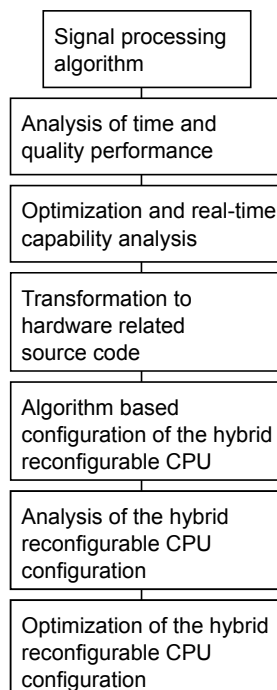 Signal processing
algorithm
Analysis of time and
quality performance
Optimization and real-time
capability analysis
Transformation to
hardware related
source code
Algorithm based
configuration of the hybrid
reconfigurable CPU
Analysis of the hybrid
reconfigurable CPU
configuration
Optimization of the hybrid
reconfigurable CPU
configuration